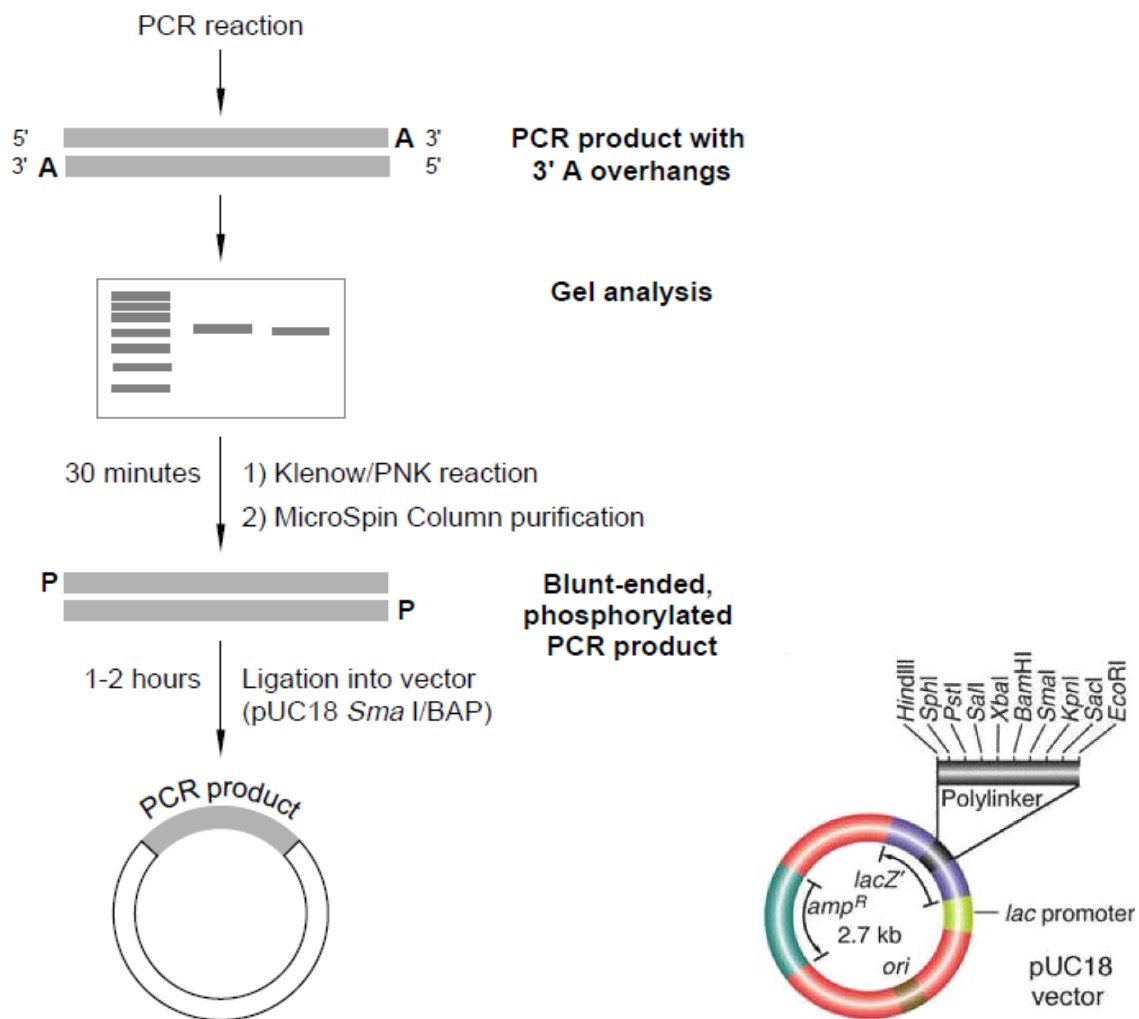 PCR reaction
5' A 3'
3' A 5'
PCR product with
3' A overhangs
Gel analysis
30 minutes
1) Klenow/PNK reaction
2) MicroSpin Column purification
P
P
Blunt-ended,
phosphorylated
PCR product
1-2 hours
Ligation into vector
(pUC18 Sma I/BAP)
PCR product
HindIII
SphI
PstI
SalI
XbaI
BamHI
SmaI
KpnI
SacI
EcoRI
Polylinker
lacZ'
ampR
2.7 kb
ori
lac promoter
pUC18
vector